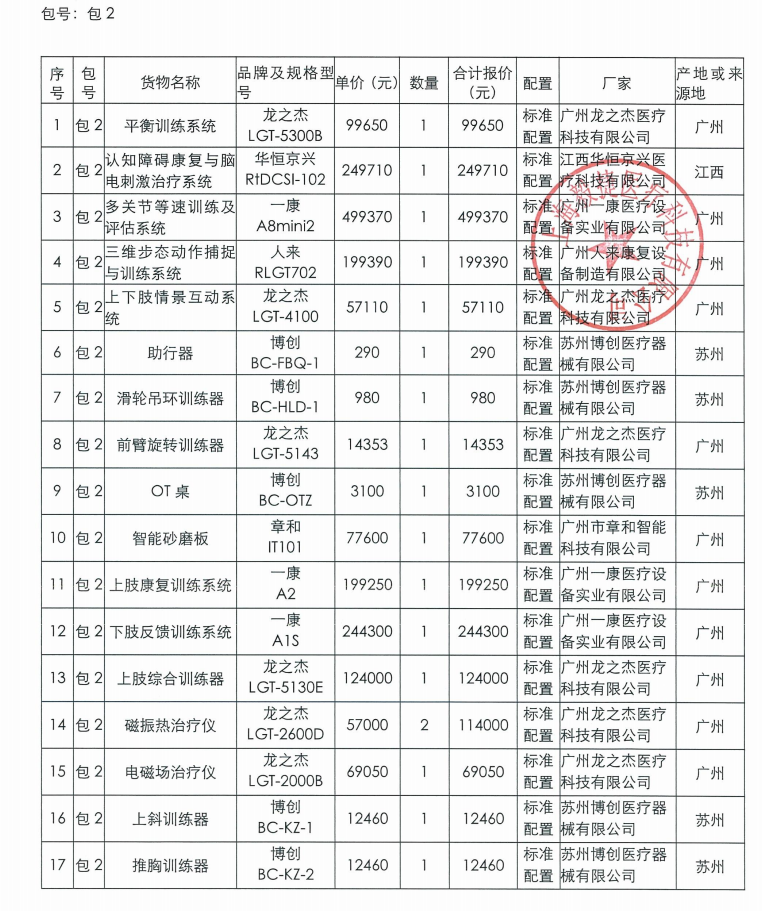 包号：包 2
序号 包号 货物名称 品牌及规格型号 单价（元） 数量 合计报价（元） 配置 厂家 产地或来源地
1 包 2 平衡训练系统 龙之杰 LGT-5300B 99650 1 99650 标准配置 广州龙之杰医疗科技有限公司 广州
2 包 2 认知障碍康复与脑电刺激治疗系统 华恒京兴 RtDCSI-102 249710 1 249710 标准配置 江西华恒京兴医疗科技有限公司 江西
3 包 2 多关节等速训练及评估系统 一康 A8mini2 499370 1 499370 标准配置 广州一康医疗设备实业有限公司 广州
4 包 2 三维步态动作捕捉与训练系统 人来 RLGT702 199390 1 199390 标准配置 广州人来康复设备制造有限公司 广州
5 包 2 上下肢情景互动系统 龙之杰 LGT-4100 57110 1 57110 标准配置 广州龙之杰医疗科技有限公司 广州
6 包 2 助行器 博创 BC-FBQ-1 290 1 290 标准配置 苏州博创医疗器械有限公司 苏州
7 包 2 滑轮吊环训练器 博创 BC-HLD-1 980 1 980 标准配置 苏州博创医疗器械有限公司 苏州
8 包 2 前臂旋转训练器 龙之杰 LGT-5143 14353 1 14353 标准配置 广州龙之杰医疗科技有限公司 广州
9 包 2 OT 桌 博创 BC-OTZ 3100 1 3100 标准配置 苏州博创医疗器械有限公司 苏州
10 包 2 智能砂磨板 章和 IT101 77600 1 77600 标准配置 广州市章和智能科技有限公司 广州
11 包 2 上肢康复训练系统 一康 A2 199250 1 199250 标准配置 广州一康医疗设备实业有限公司 广州
12 包 2 下肢反馈训练系统 一康 A1S 244300 1 244300 标准配置 广州一康医疗设备实业有限公司 广州
13 包 2 上肢综合训练器 龙之杰 LGT-5130E 124000 1 124000 标准配置 广州龙之杰医疗科技有限公司 广州
14 包 2 磁振热治疗仪 龙之杰 LGT-2600D 57000 2 114000 标准配置 广州龙之杰医疗科技有限公司 广州
15 包 2 电磁场治疗仪 龙之杰 LGT-2000B 69050 1 69050 标准配置 广州龙之杰医疗科技有限公司 广州
16 包 2 上斜训练器 博创 BC-KZ-1 12460 1 12460 标准配置 苏州博创医疗器械有限公司 苏州
17 包 2 推胸训练器 博创 BC-KZ-2 12460 1 12460 标准配置 苏州博创医疗器械有限公司 苏州